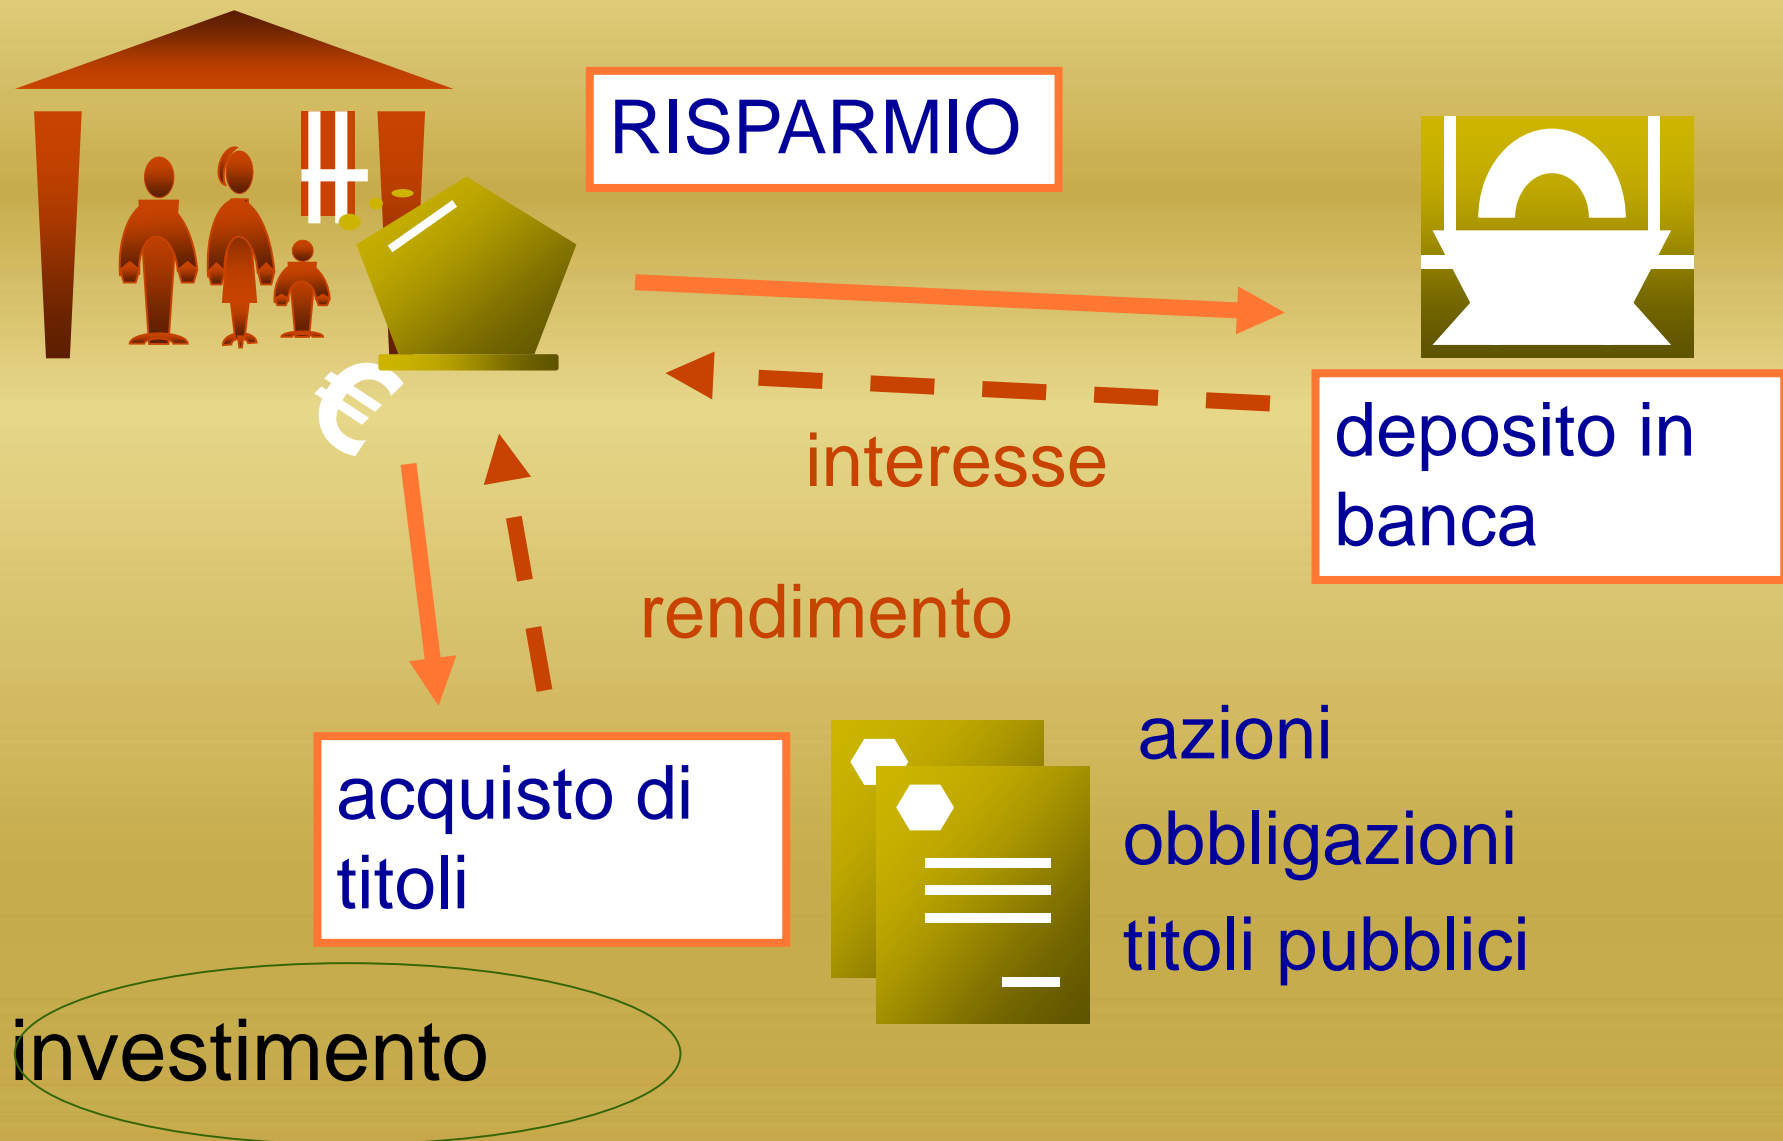 RISPARMIO
deposito in
banca
interesse
rendimento
€
acquisto di
titoli
azioni
obbligazioni
titoli pubblici
investimento